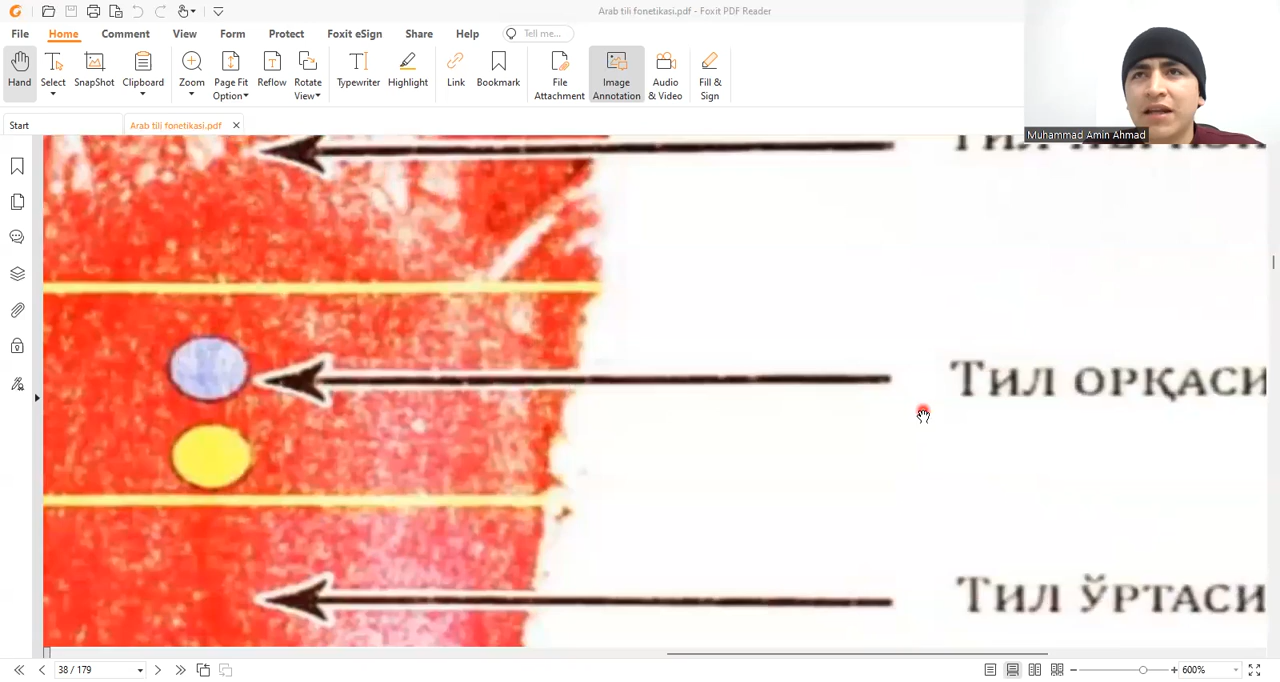 Arab tili fonetikasi.pdf - Foxit PDF Reader
File Home Comment View Form Protect Foxit eSign Share Help Tell me...
Hand Select SnapShot Clipboard Zoom Page Fit Option Reflow Rotate View Typewriter Highlight Link Bookmark File Attachment Image Annotation Audio & Video Fill & Sign
Start Arab tili fonetikasi.pdf
Muhammad Amin Ahmad
Тил
Тил орқаси
Тил ўртаси
38 / 179 600%